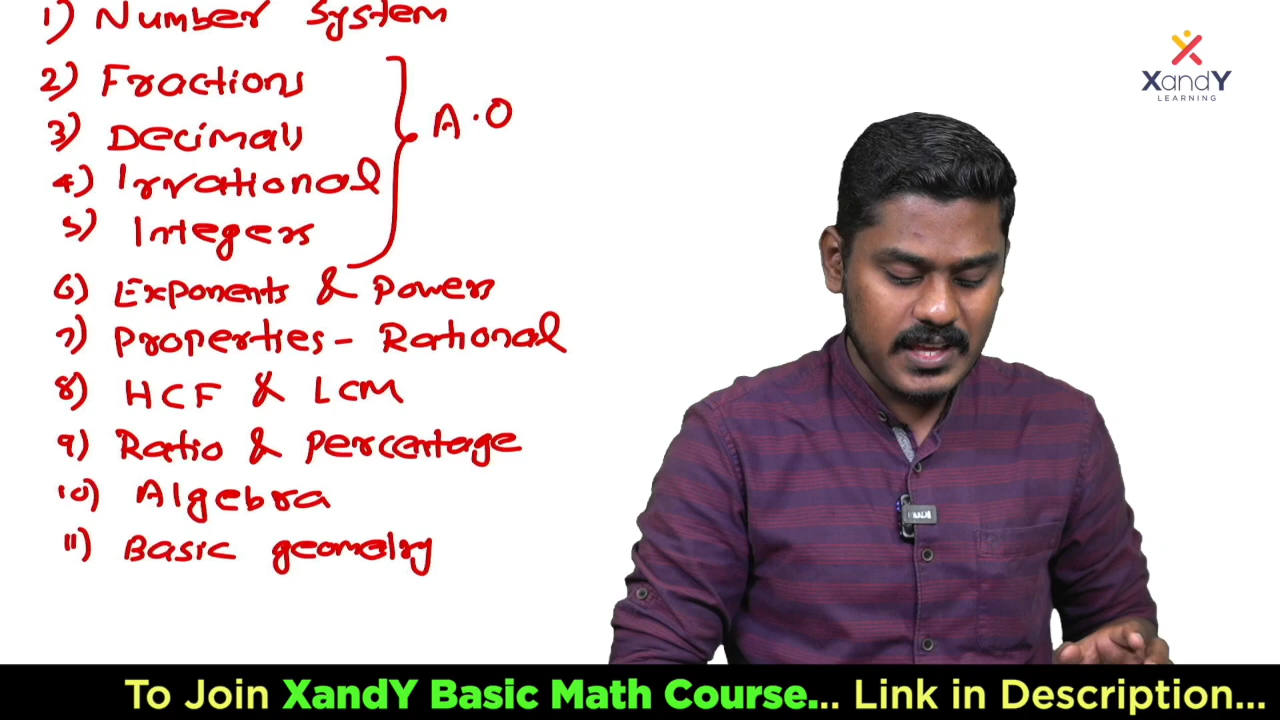 1) Number System
2) Fractions
3) Decimals
4) Irrational
5) Integers
A.O
6) Exponents & Powers
7) Properties - Rational
8) HCF & LCM
9) Ratio & Percentage
10) Algebra
11) Basic geometry
XandY
LEARNING
To Join XandY Basic Math Course... Link in Description...